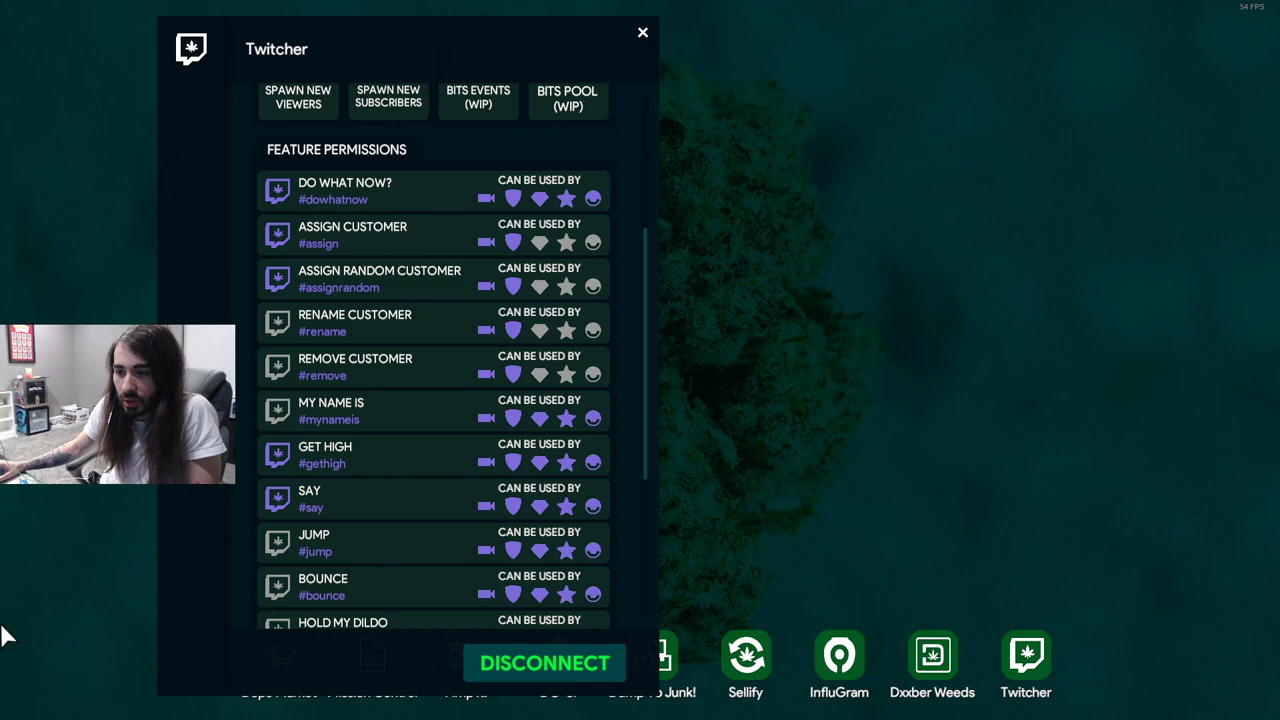 54 FPS
Twitcher
SPAWN NEW
VIEWERS
SPAWN NEW
SUBSCRIBERS
BITS EVENTS
(WIP)
BITS POOL
(WIP)
FEATURE PERMISSIONS
DO WHAT NOW?
#dowhatnow
CAN BE USED BY
ASSIGN CUSTOMER
#assign
CAN BE USED BY
ASSIGN RANDOM CUSTOMER
#assignrandom
CAN BE USED BY
RENAME CUSTOMER
#rename
CAN BE USED BY
REMOVE CUSTOMER
#remove
CAN BE USED BY
MY NAME IS
#mynameis
CAN BE USED BY
GET HIGH
#gethigh
CAN BE USED BY
SAY
#say
CAN BE USED BY
JUMP
#jump
CAN BE USED BY
BOUNCE
#bounce
CAN BE USED BY
HOLD MY DILDO
CAN BE USED BY
DISCONNECT
Junk!
Sellify
InfluGram
Dxxber Weeds
Twitcher